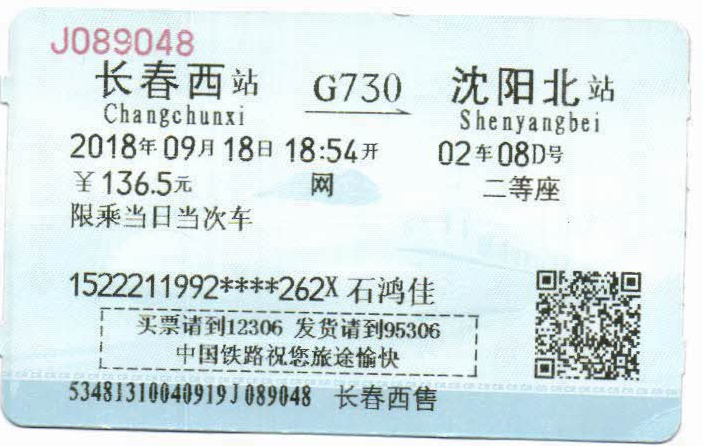 J089048
长春西站 G730 沈阳北站
Changchunxi Shenyangbei
2018年09月18日 18:54开 02车08D号
￥136.5元 网 二等座
限乘当日当次车
1522211992****262X 石鸿佳
买票请到12306 发货请到95306
中国铁路祝您旅途愉快
53481310040919J089048 长春西售